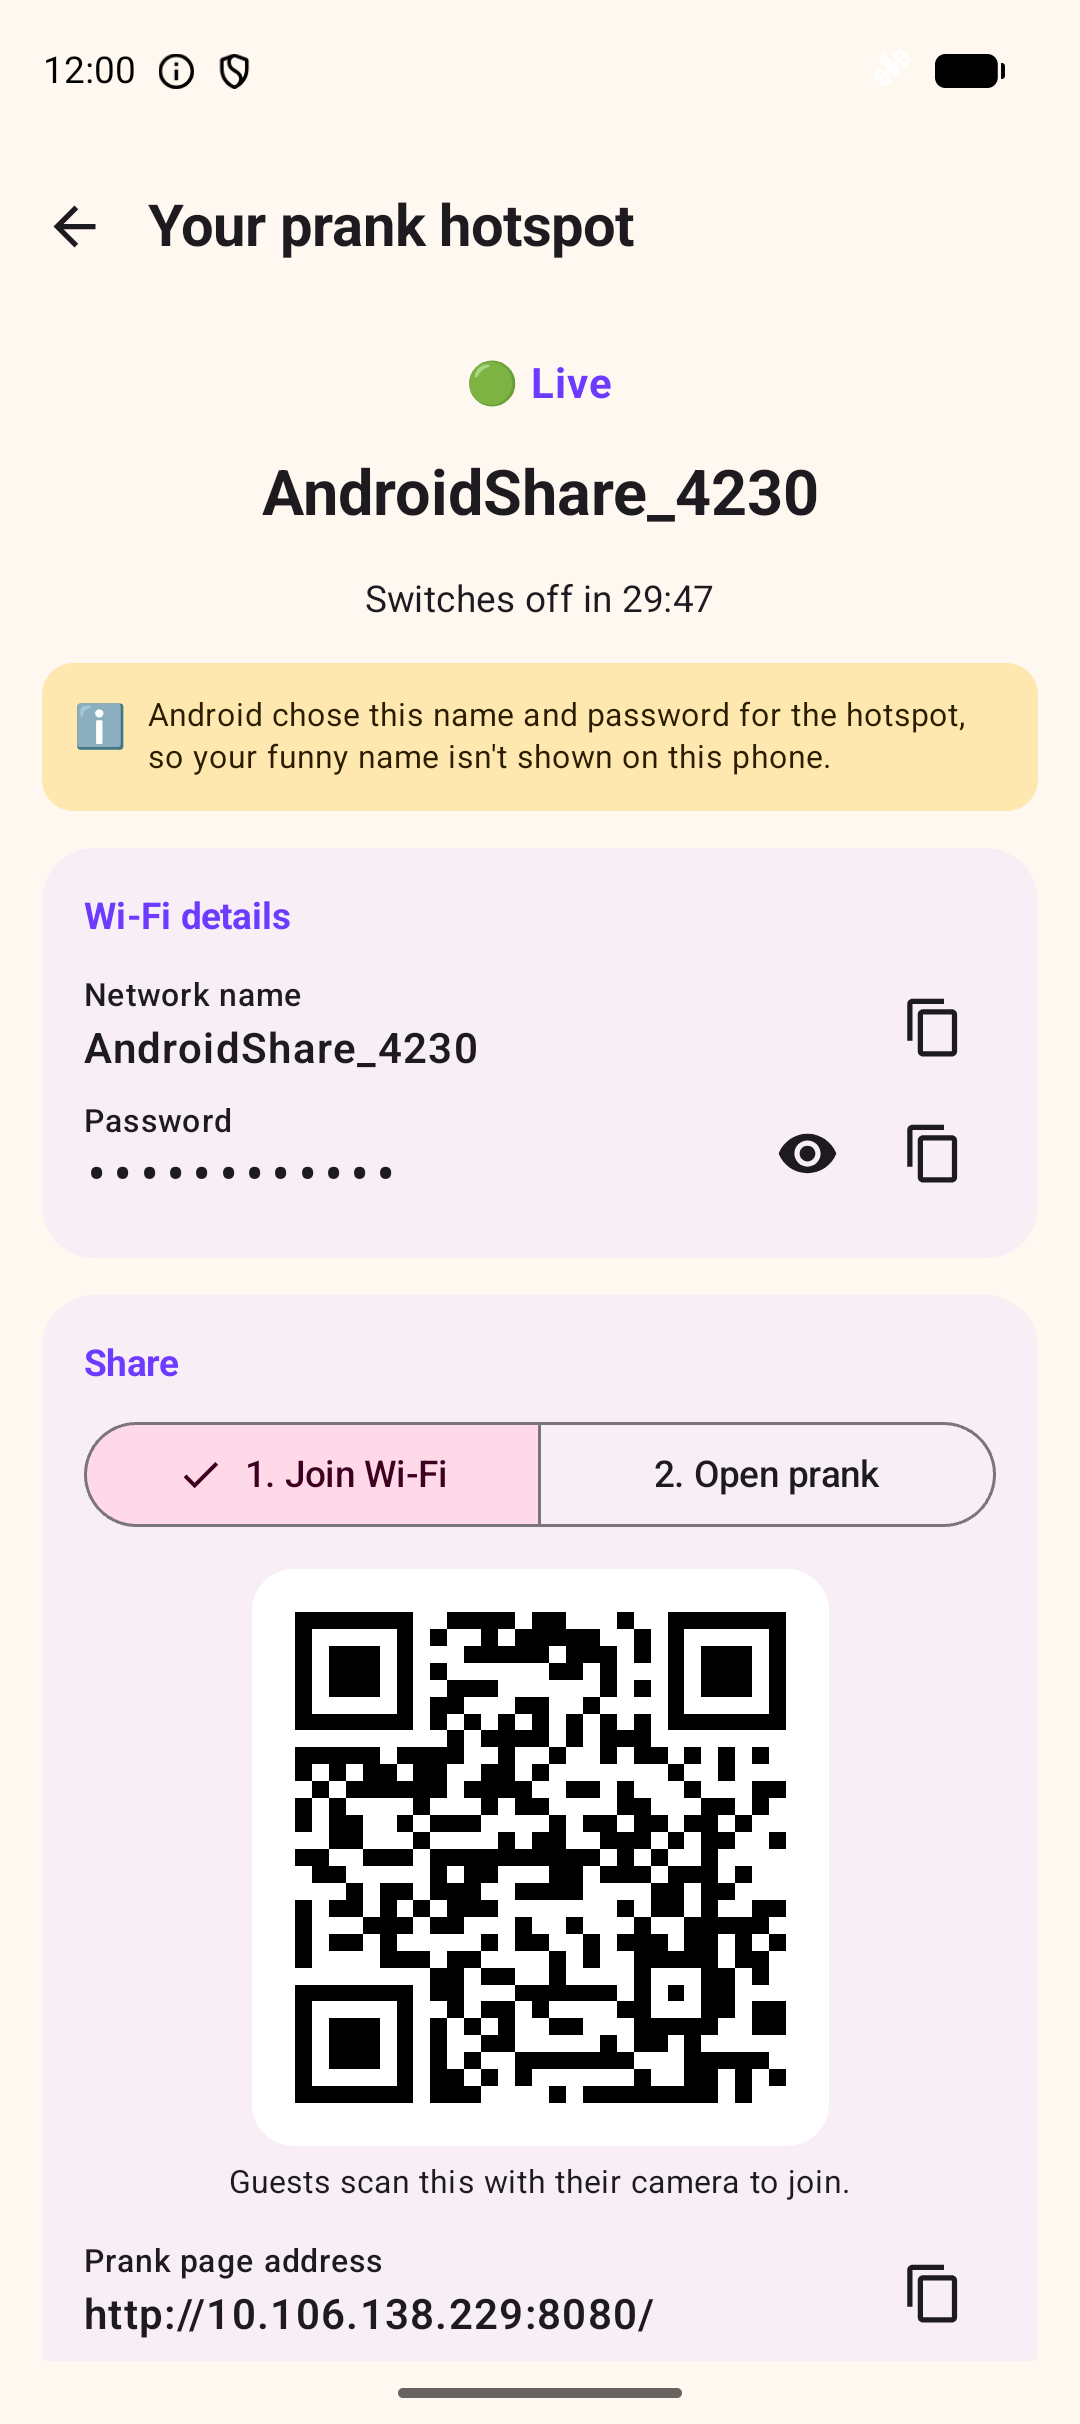 12:00
Your prank hotspot
Live
AndroidShare_4230
Switches off in 29:47
Android chose this name and password for the hotspot,
so your funny name isn't shown on this phone.
Wi-Fi details
Network name
AndroidShare_4230
Password
••••••••••••
Share
1. Join Wi-Fi
2. Open prank
Guests scan this with their camera to join.
Prank page address
http://10.106.138.229:8080/